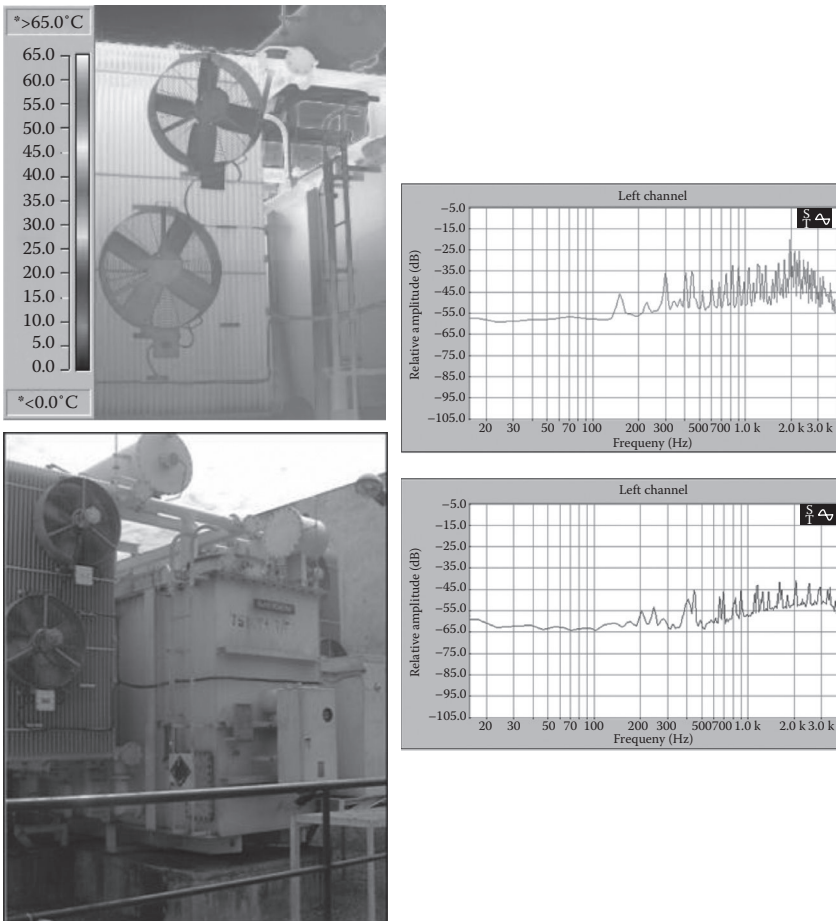 *>65.0°C
65.0
60.0
55.0
50.0
45.0
40.0
35.0
30.0
25.0
20.0
15.0
10.0
5.0
0.0
*<0.0°C
Left channel
S
T
Relative amplitude (dB)
−5.0
−15.0
−25.0
−35.0
−45.0
−55.0
−65.0
−75.0
−85.0
−95.0
−105.0
20 30 50 70 100 200 300 500 700 1.0 k 2.0 k 3.0 k
Frequeny (Hz)
Left channel
S
T
Relative amplitude (dB)
−5.0
−15.0
−25.0
−35.0
−45.0
−55.0
−65.0
−75.0
−85.0
−95.0
−105.0
20 30 50 70 100 200 300 500700 1.0 k 2.0 k 3.0 k
Frequeny (Hz)